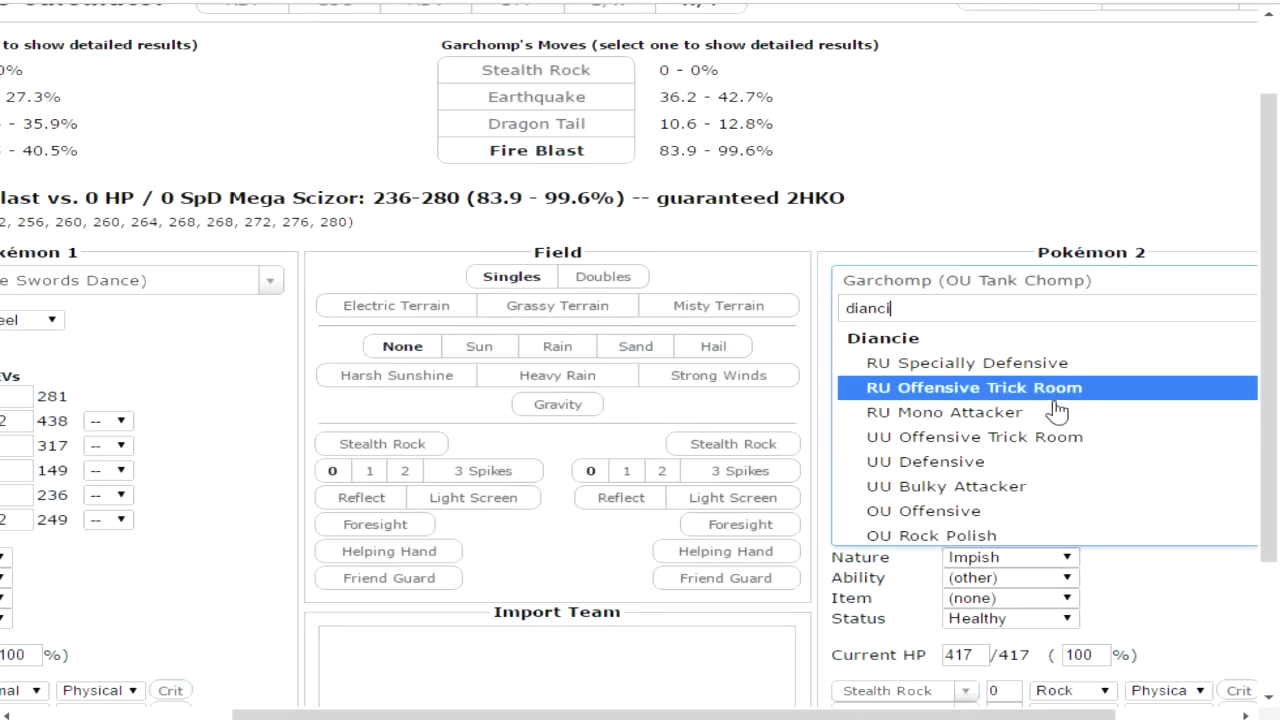 to show detailed results) Garchomp's Moves (select one to show detailed results)
0% Stealth Rock 0 - 0%
27.3% Earthquake 36.2 - 42.7%
- 35.9% Dragon Tail 10.6 - 12.8%
- 40.5% Fire Blast 83.9 - 99.6%
last vs. 0 HP / 0 SpD Mega Scizor: 236-280 (83.9 - 99.6%) -- guaranteed 2HKO
2, 256, 260, 260, 264, 268, 268, 272, 276, 280)
kémon 1 Field Pokémon 2
e Swords Dance) Singles Doubles Garchomp (OU Tank Chomp)
Electric Terrain Grassy Terrain Misty Terrain dianci
eel
Diancie
None Sun Rain Sand Hail RU Specially Defensive
EVs Harsh Sunshine Heavy Rain Strong Winds RU Offensive Trick Room
281 Gravity RU Mono Attacker
2 438 --
317 -- Stealth Rock Stealth Rock UU Offensive Trick Room
149 -- 0 1 2 3 Spikes 0 1 2 3 Spikes UU Defensive
236 -- Reflect Light Screen Reflect Light Screen UU Bulky Attacker
2 249 -- Foresight Foresight OU Offensive
OU Rock Polish
Helping Hand Helping Hand Nature Impish
Friend Guard Friend Guard Ability (other)
Item (none)
Import Team Status Healthy
100 %) Current HP 417 /417 ( 100 %)
mal Physical Crit Stealth Rock 0 Rock Physica Crit